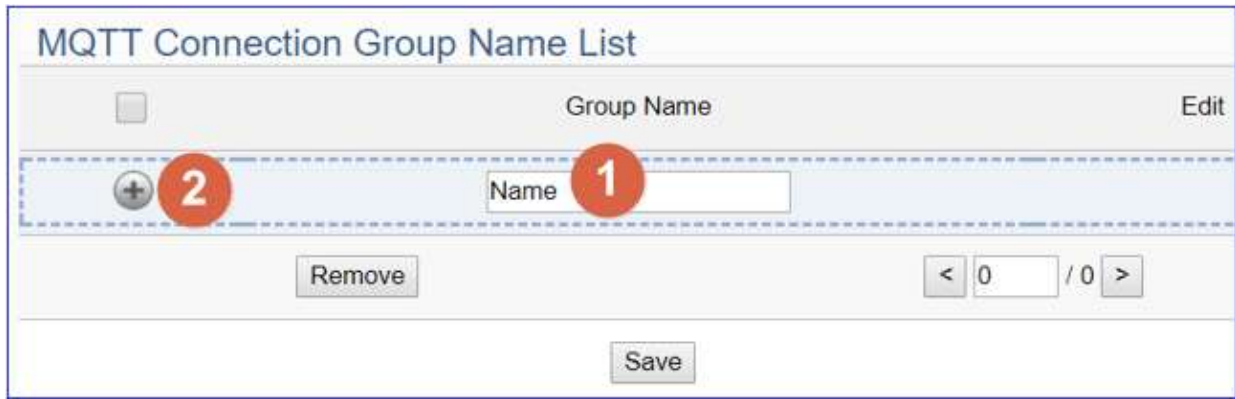 MQTT Connection Group Name List
Group Name Edit
2 Name 1
Remove < 0 / 0 >
Save